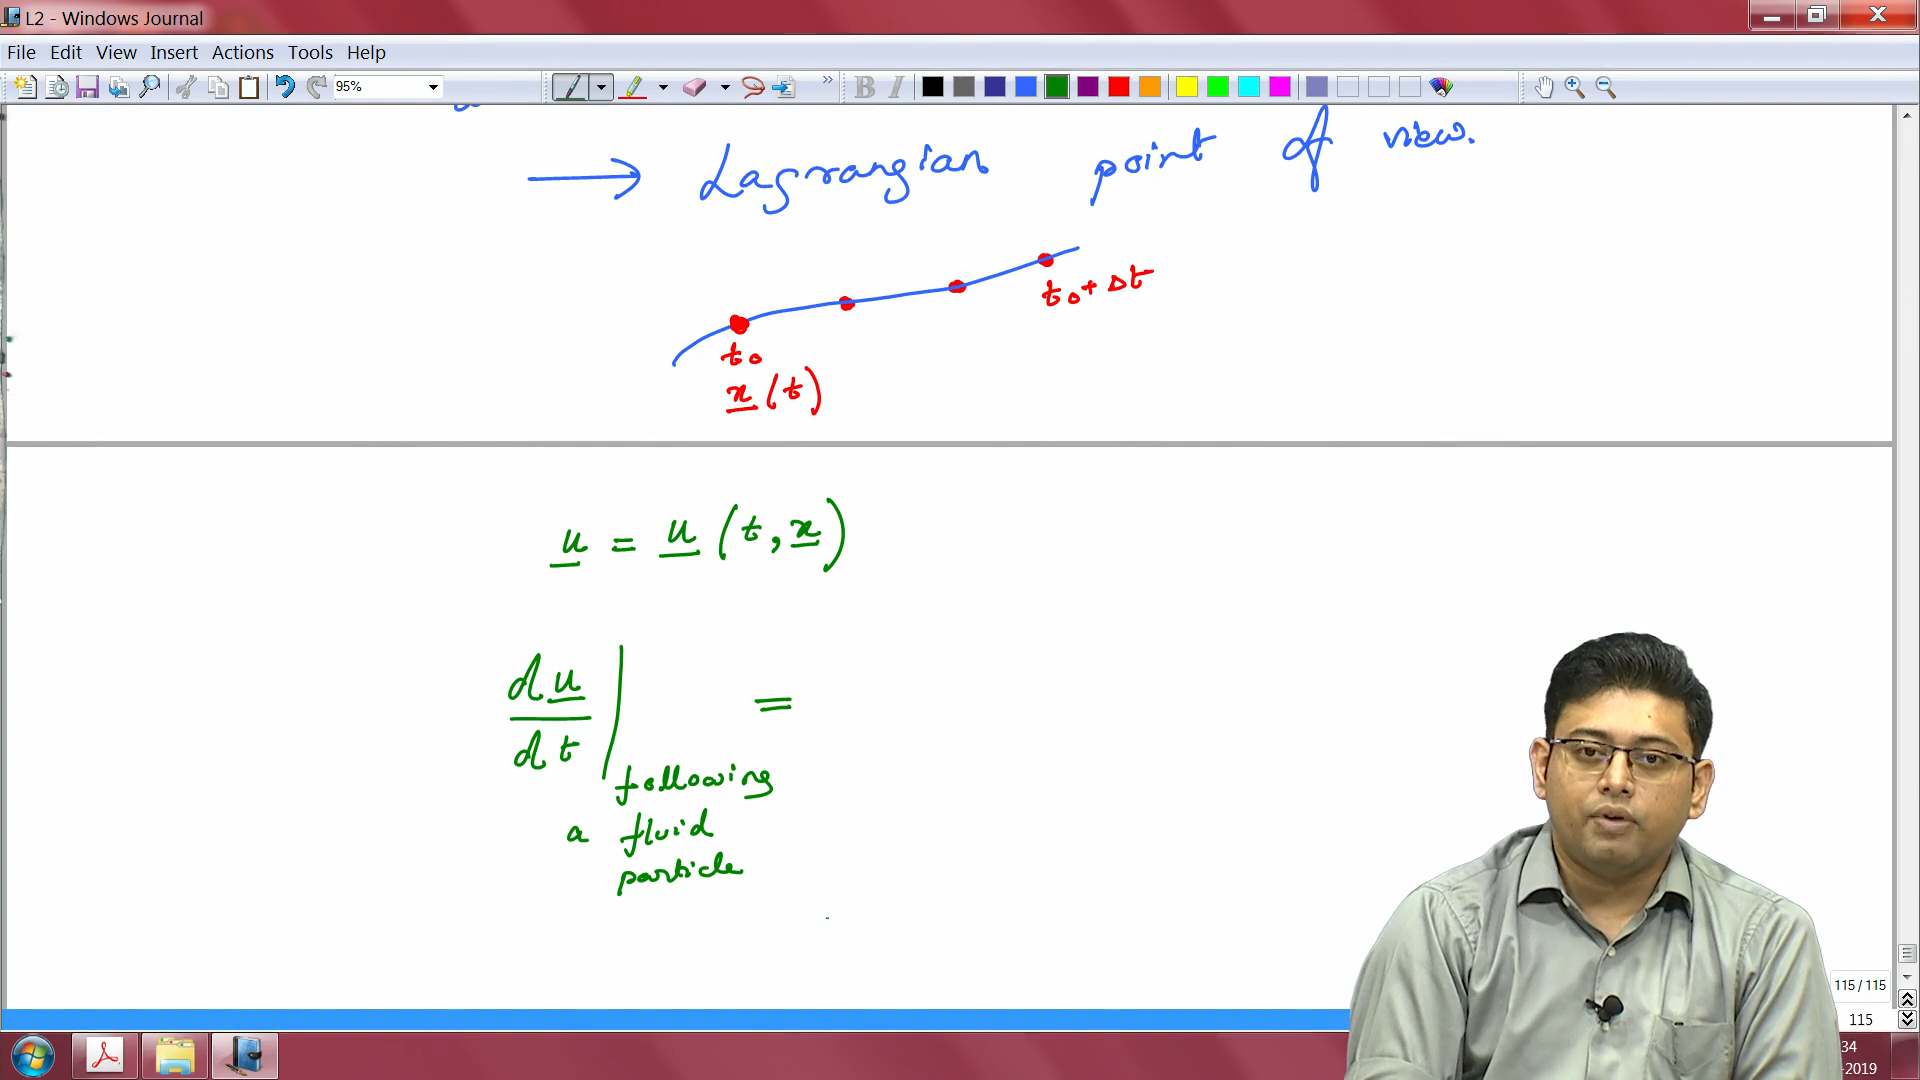 L2 - Windows Journal
File Edit View Insert Actions Tools Help
95%
B I
→ Lagrangian point of view.
t₀ + Δt
t₀
x (t)
u = u (t, x)
du
dt
=
following
a fluid
particle
115 / 115
115
34
-2019